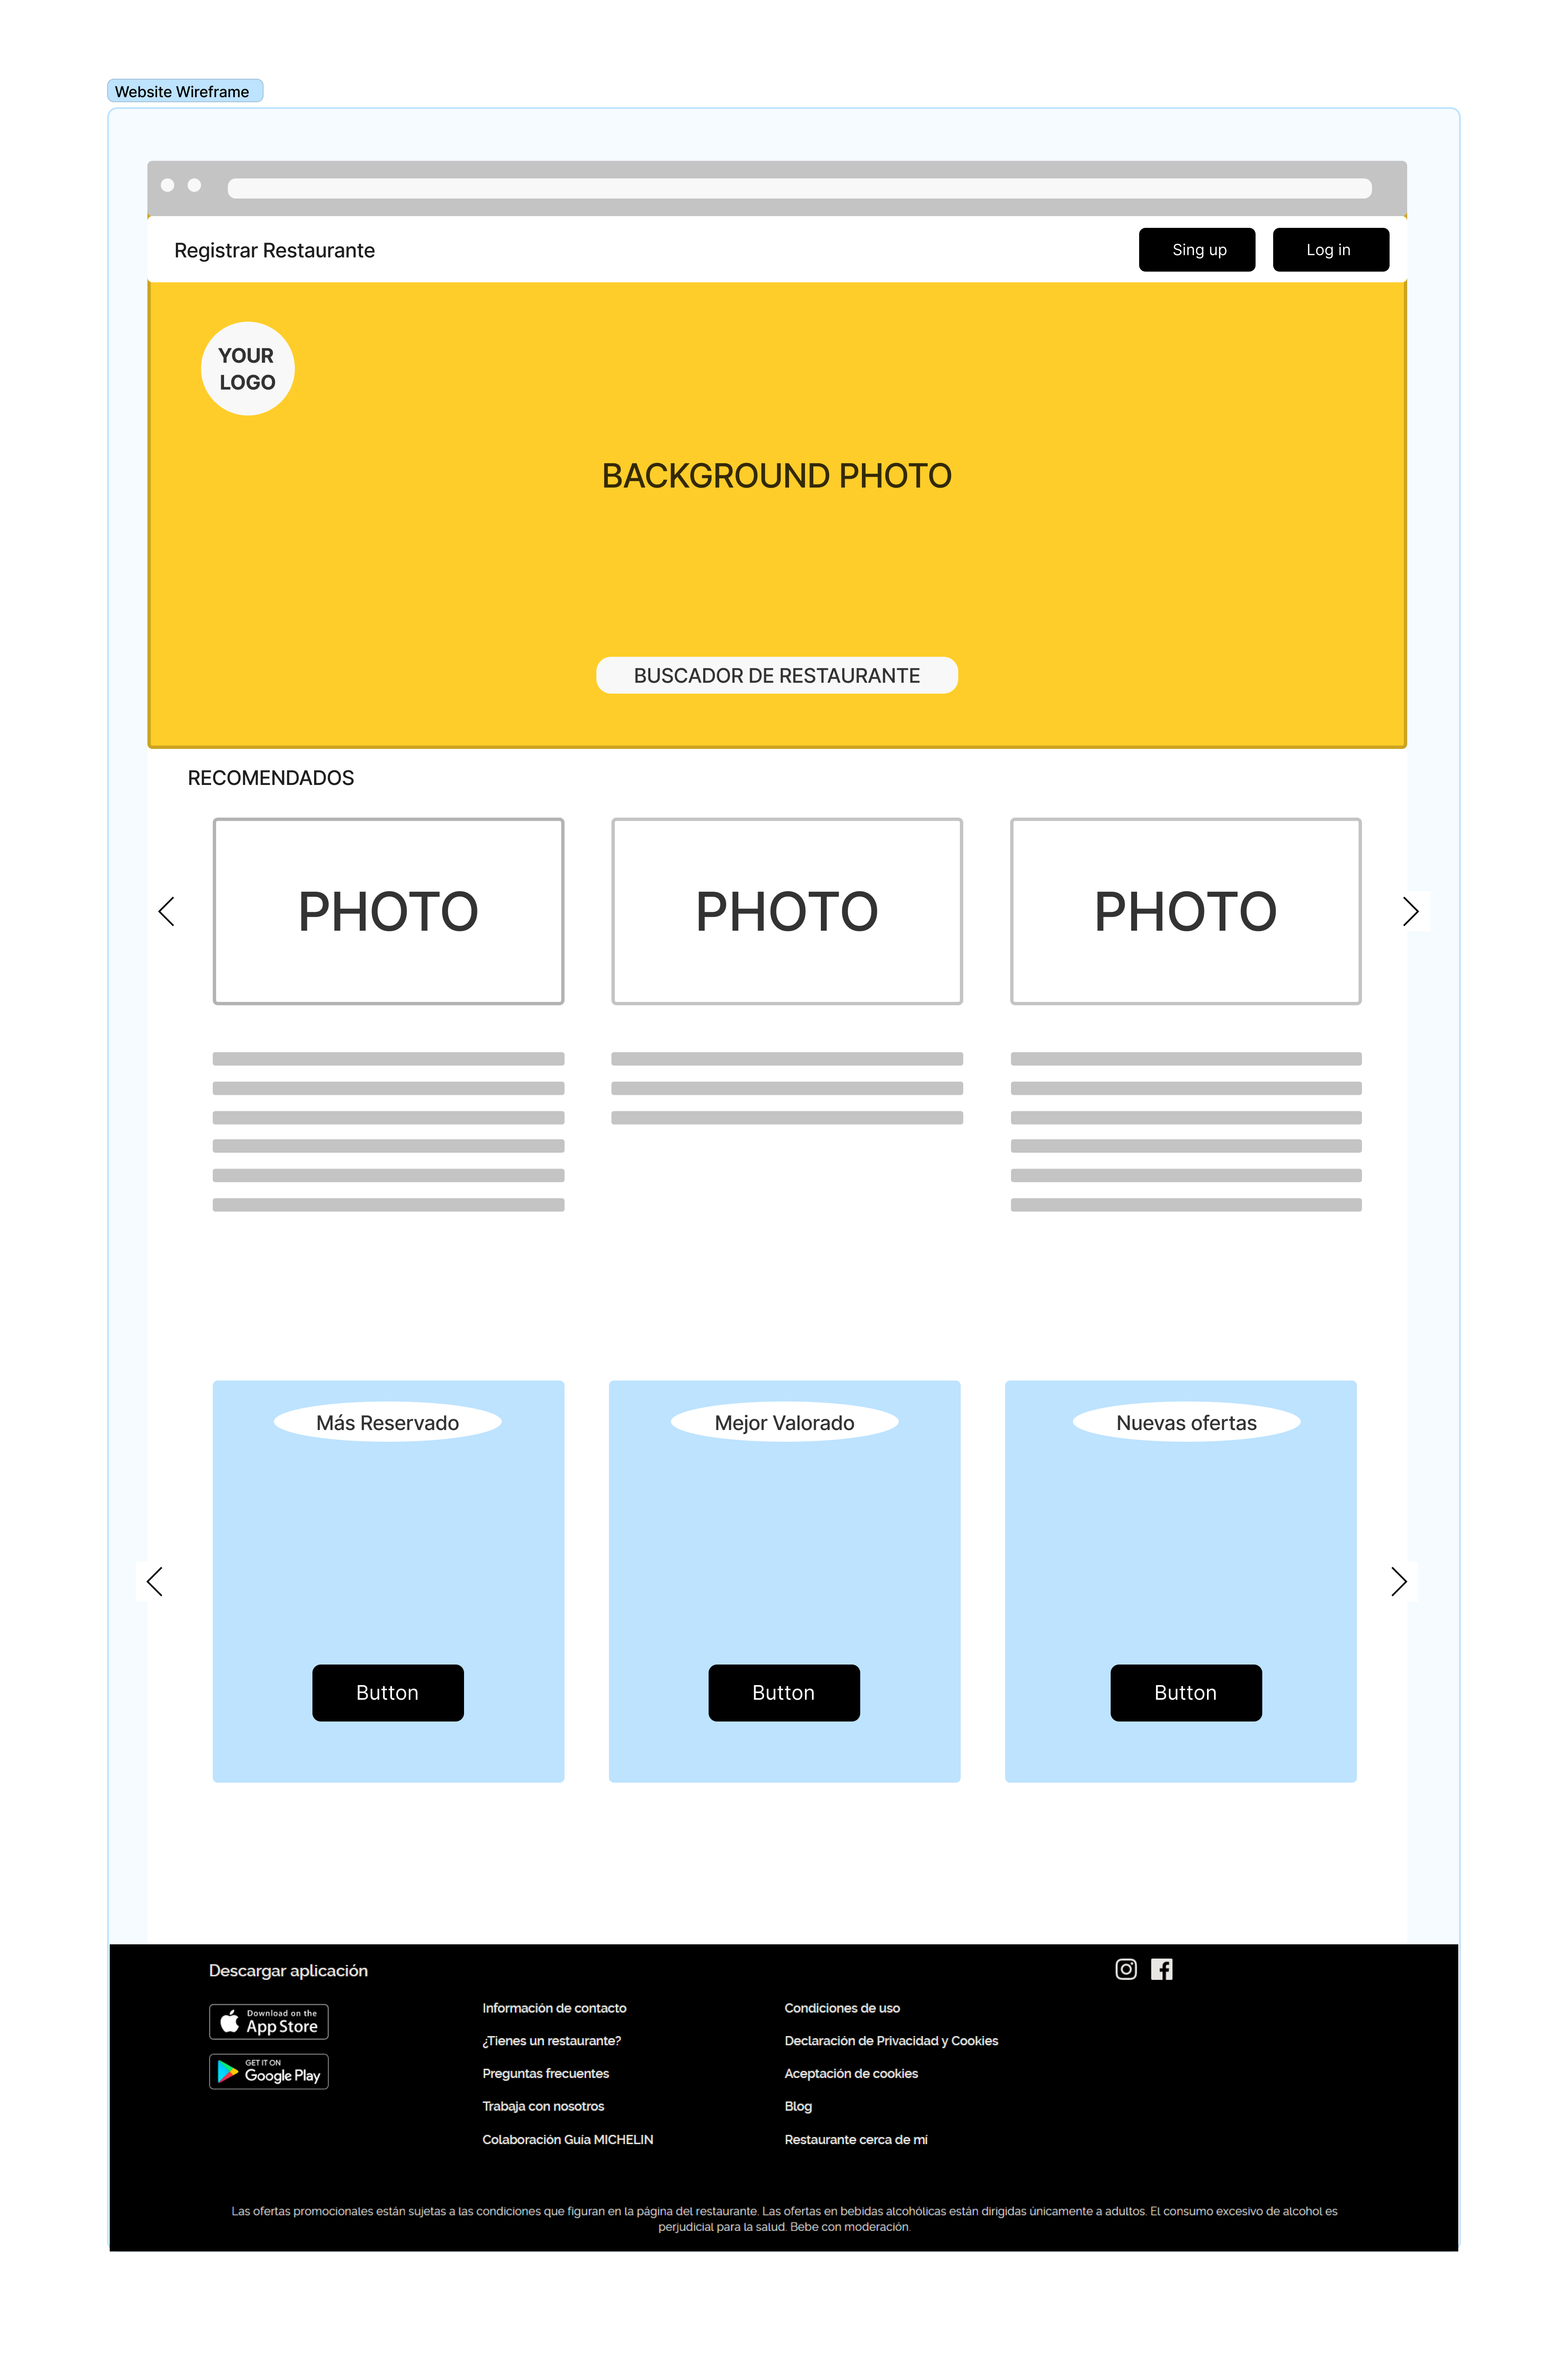 Website Wireframe
Registrar Restaurante
Sing up
Log in
YOUR
LOGO
BACKGROUND PHOTO
BUSCADOR DE RESTAURANTE
RECOMENDADOS
PHOTO
PHOTO
PHOTO
Más Reservado
Mejor Valorado
Nuevas ofertas
Button
Button
Button
Descargar aplicación
Download on the
App Store
GET IT ON
Google Play
Información de contacto
¿Tienes un restaurante?
Preguntas frecuentes
Trabaja con nosotros
Colaboración Guía MICHELIN
Condiciones de uso
Declaración de Privacidad y Cookies
Aceptación de cookies
Blog
Restaurante cerca de mí
Las ofertas promocionales están sujetas a las condiciones que figuran en la página del restaurante. Las ofertas en bebidas alcohólicas están dirigidas únicamente a adultos. El consumo excesivo de alcohol es
perjudicial para la salud. Bebe con moderación.